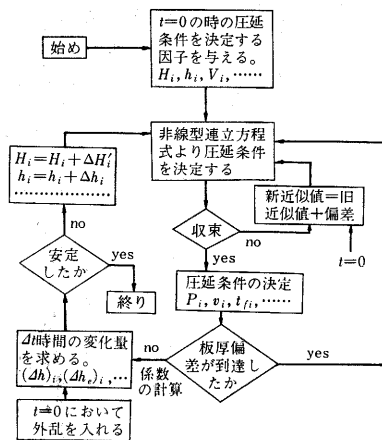 始め
t=0の時の圧延
条件を決定する
因子を与える。
H_i, h_i, V_i, ……
非線型連立方程
式より圧延条件
を決定する
H_i=H_i+ΔH_i′
h_i=h_i+Δh_i
………………
新近似値=旧
近似値+偏差
t=0
収束
no
yes
no
安定
したか
yes
終り
圧延条件の決定
P_i, v_i, t_{fi}, ……
Δt時間の変化量
を求める。
(Δh)_i, (Δh_e)_i, …
no
係数
の計算
板厚偏
差が到達し
たか
yes
t≠0において
外乱を入れる